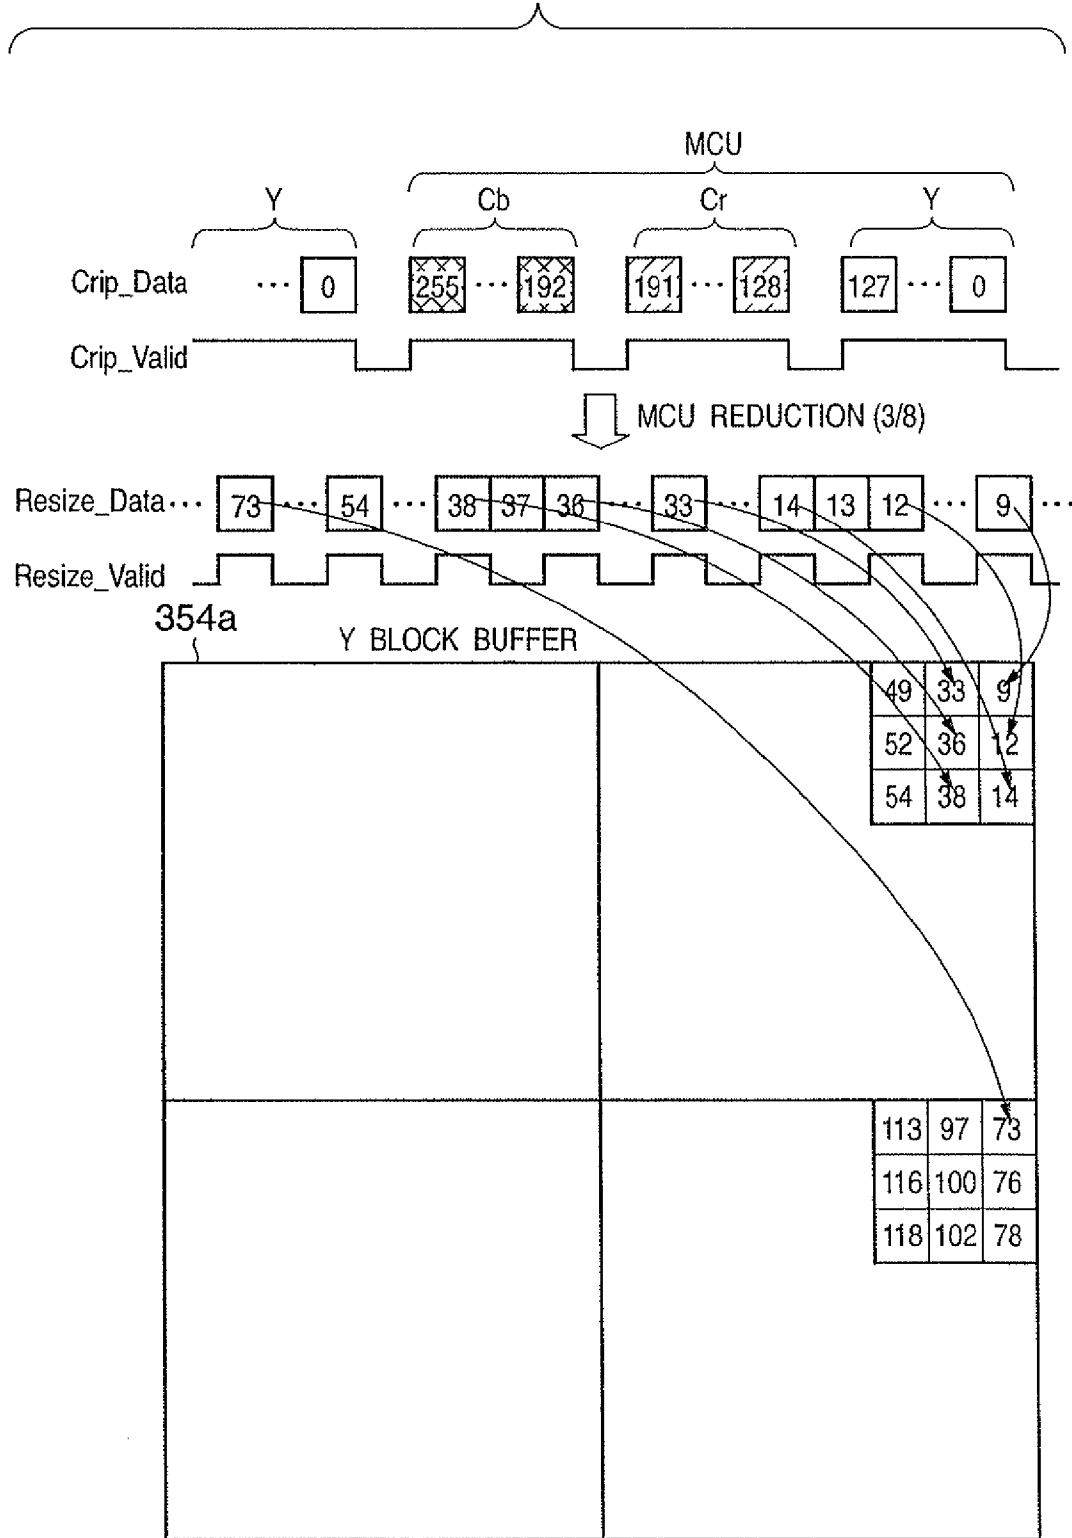 MCU
Y Cb Cr Y
Crip_Data ... 0 255 ... 192 191 ... 128 127 ... 0
Crip_Valid
MCU REDUCTION (3/8)
Resize_Data ... 73 ... 54 ... 38 37 36 ... 33 ... 14 13 12 ... 9 ...
Resize_Valid
354a
Y BLOCK BUFFER
49 33 9
52 36 12
54 38 14
113 97 73
116 100 76
118 102 78